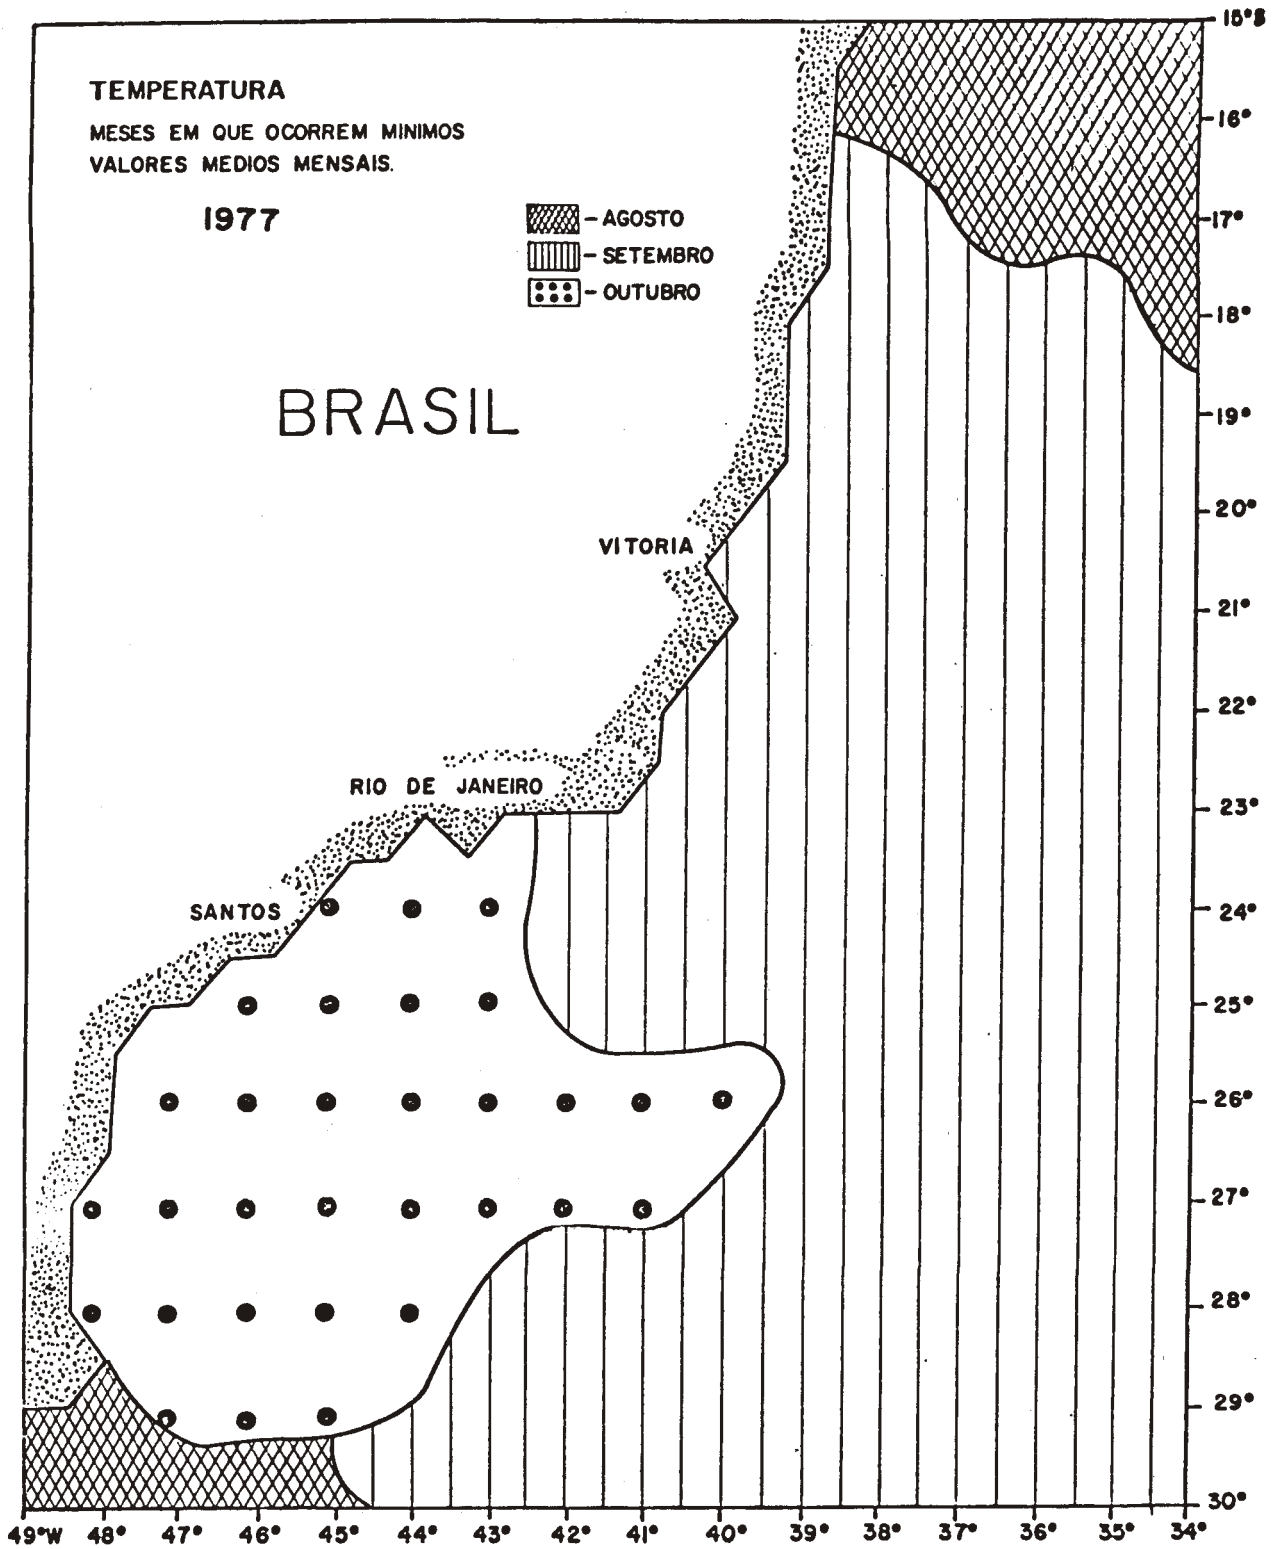 TEMPERATURA
MESES EM QUE OCORREM MINIMOS
VALORES MEDIOS MENSAIS.
1977
- AGOSTO
- SETEMBRO
- OUTUBRO
BRASIL
VITORIA
RIO DE JANEIRO
SANTOS
15°S
16°
17°
18°
19°
20°
21°
22°
23°
24°
25°
26°
27°
28°
29°
30°
49°W 48° 47° 46° 45° 44° 43° 42° 41° 40° 39° 38° 37° 36° 35° 34°